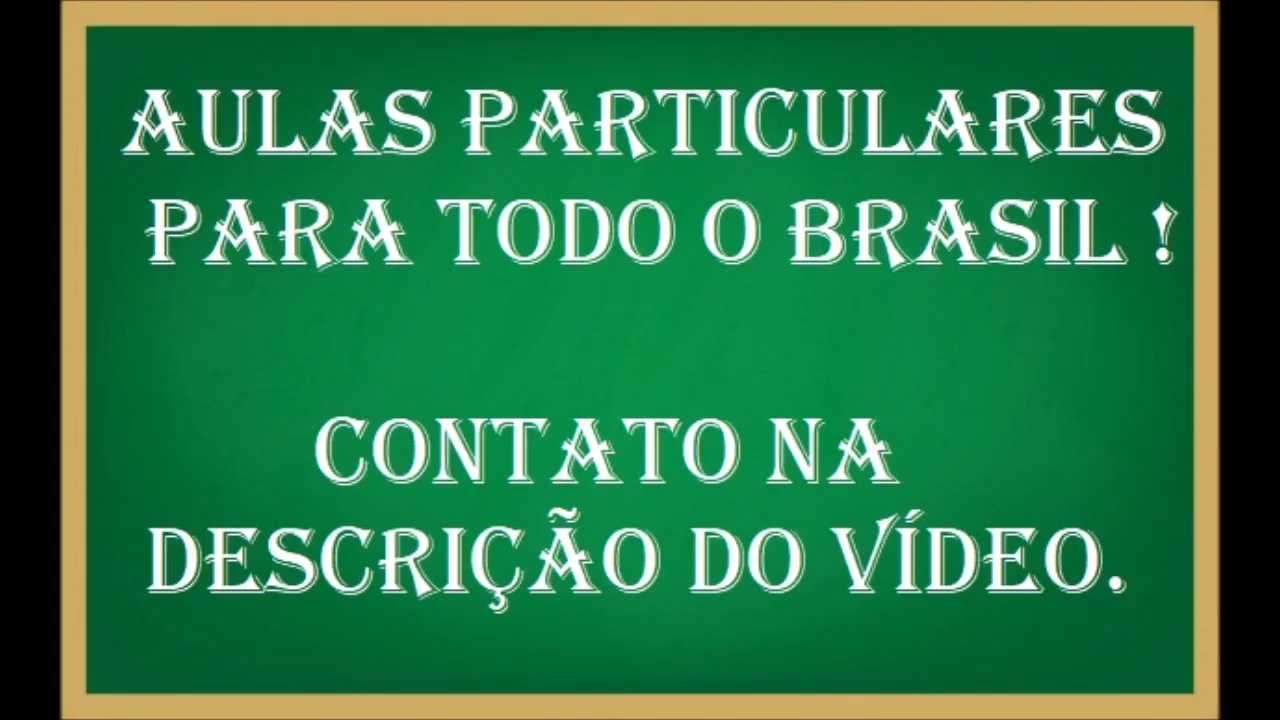 AULAS PARTICULARES
PARA TODO O BRASIL !
CONTATO NA
DESCRIÇÃO DO VÍDEO.